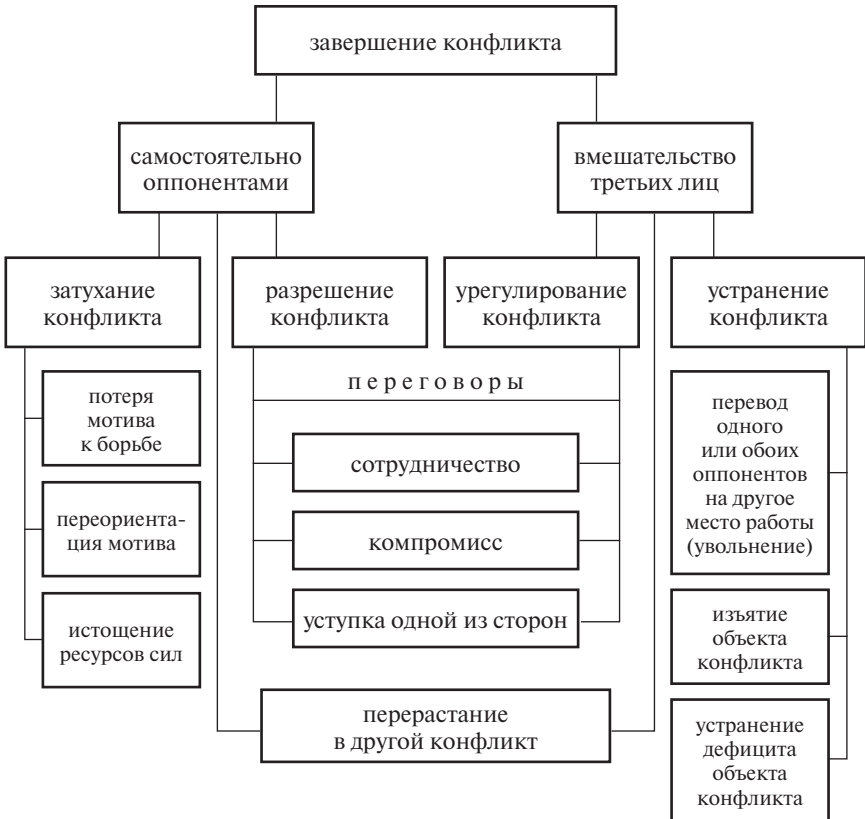 завершение конфликта
самостоятельно
оппонентами
вмешательство
третьих лиц
затухание
конфликта
разрешение
конфликта
урегулирование
конфликта
устранение
конфликта
переговоры
потеря
мотива
к борьбе
переориента-
ция мотива
истощение
ресурсов сил
сотрудничество
компромисс
уступка одной из сторон
перерастание
в другой конфликт
перевод
одного
или обоих
оппонентов
на другое
место работы
(увольнение)
изъятие
объекта
конфликта
устранение
дефицита
объекта
конфликта